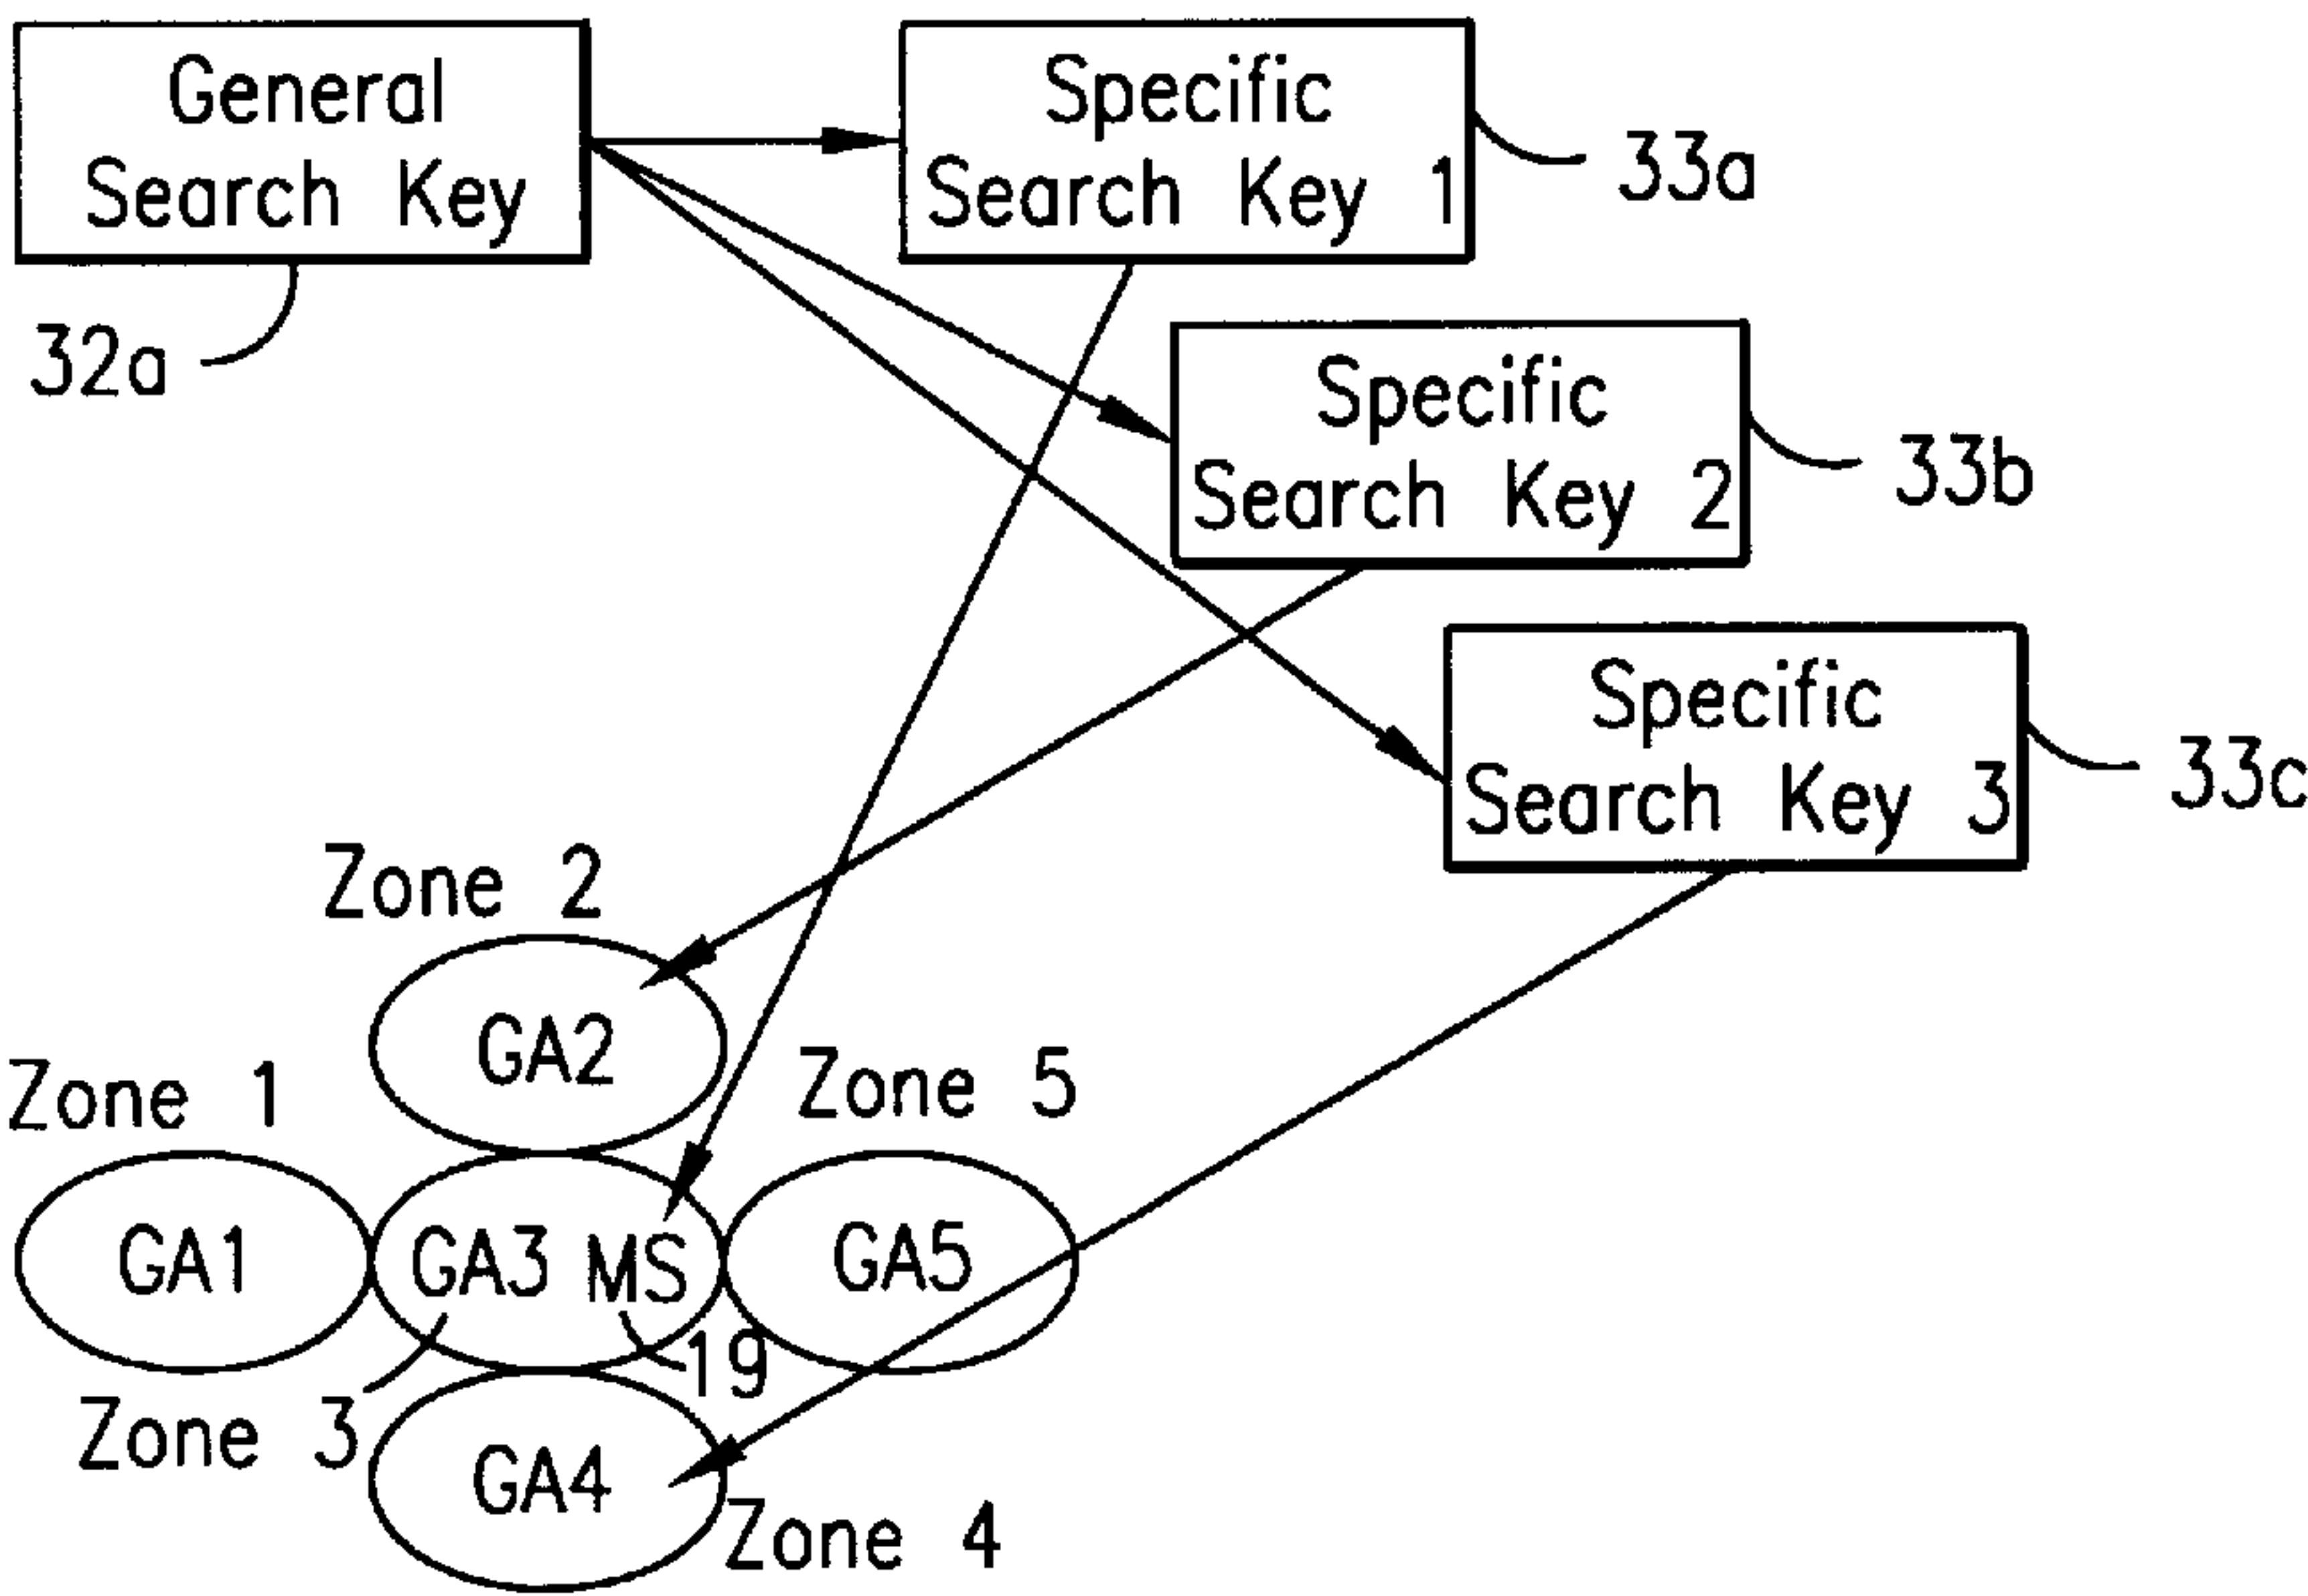 General
Search Key
32a
Specific
Search Key 1
33a
Specific
Search Key 2
33b
Specific
Search Key 3
33c
Zone 2
GA2
Zone 1
Zone 5
GA1
GA3 MS
GA5
19
Zone 3
GA4
Zone 4